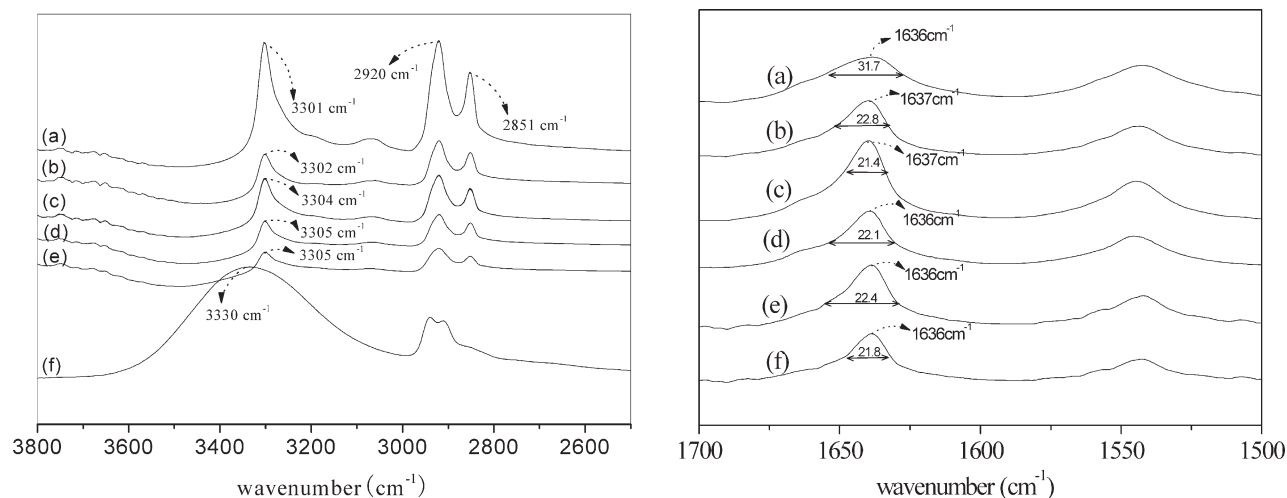 2920 cm⁻¹
3301 cm⁻¹
2851 cm⁻¹
(a)
(b)
3302 cm⁻¹
(c)
3304 cm⁻¹
(d)
3305 cm⁻¹
(e)
3305 cm⁻¹
3330 cm⁻¹
(f)
3800 3600 3400 3200 3000 2800 2600
wavenumber (cm⁻¹)
1636cm⁻¹
(a)
31.7
1637cm⁻¹
(b)
22.8
1637cm⁻¹
(c)
21.4
1636cm⁻¹
(d)
22.1
1636cm⁻¹
(e)
22.4
1636cm⁻¹
(f)
21.8
1700 1650 1600 1550 1500
wavenumber (cm⁻¹)